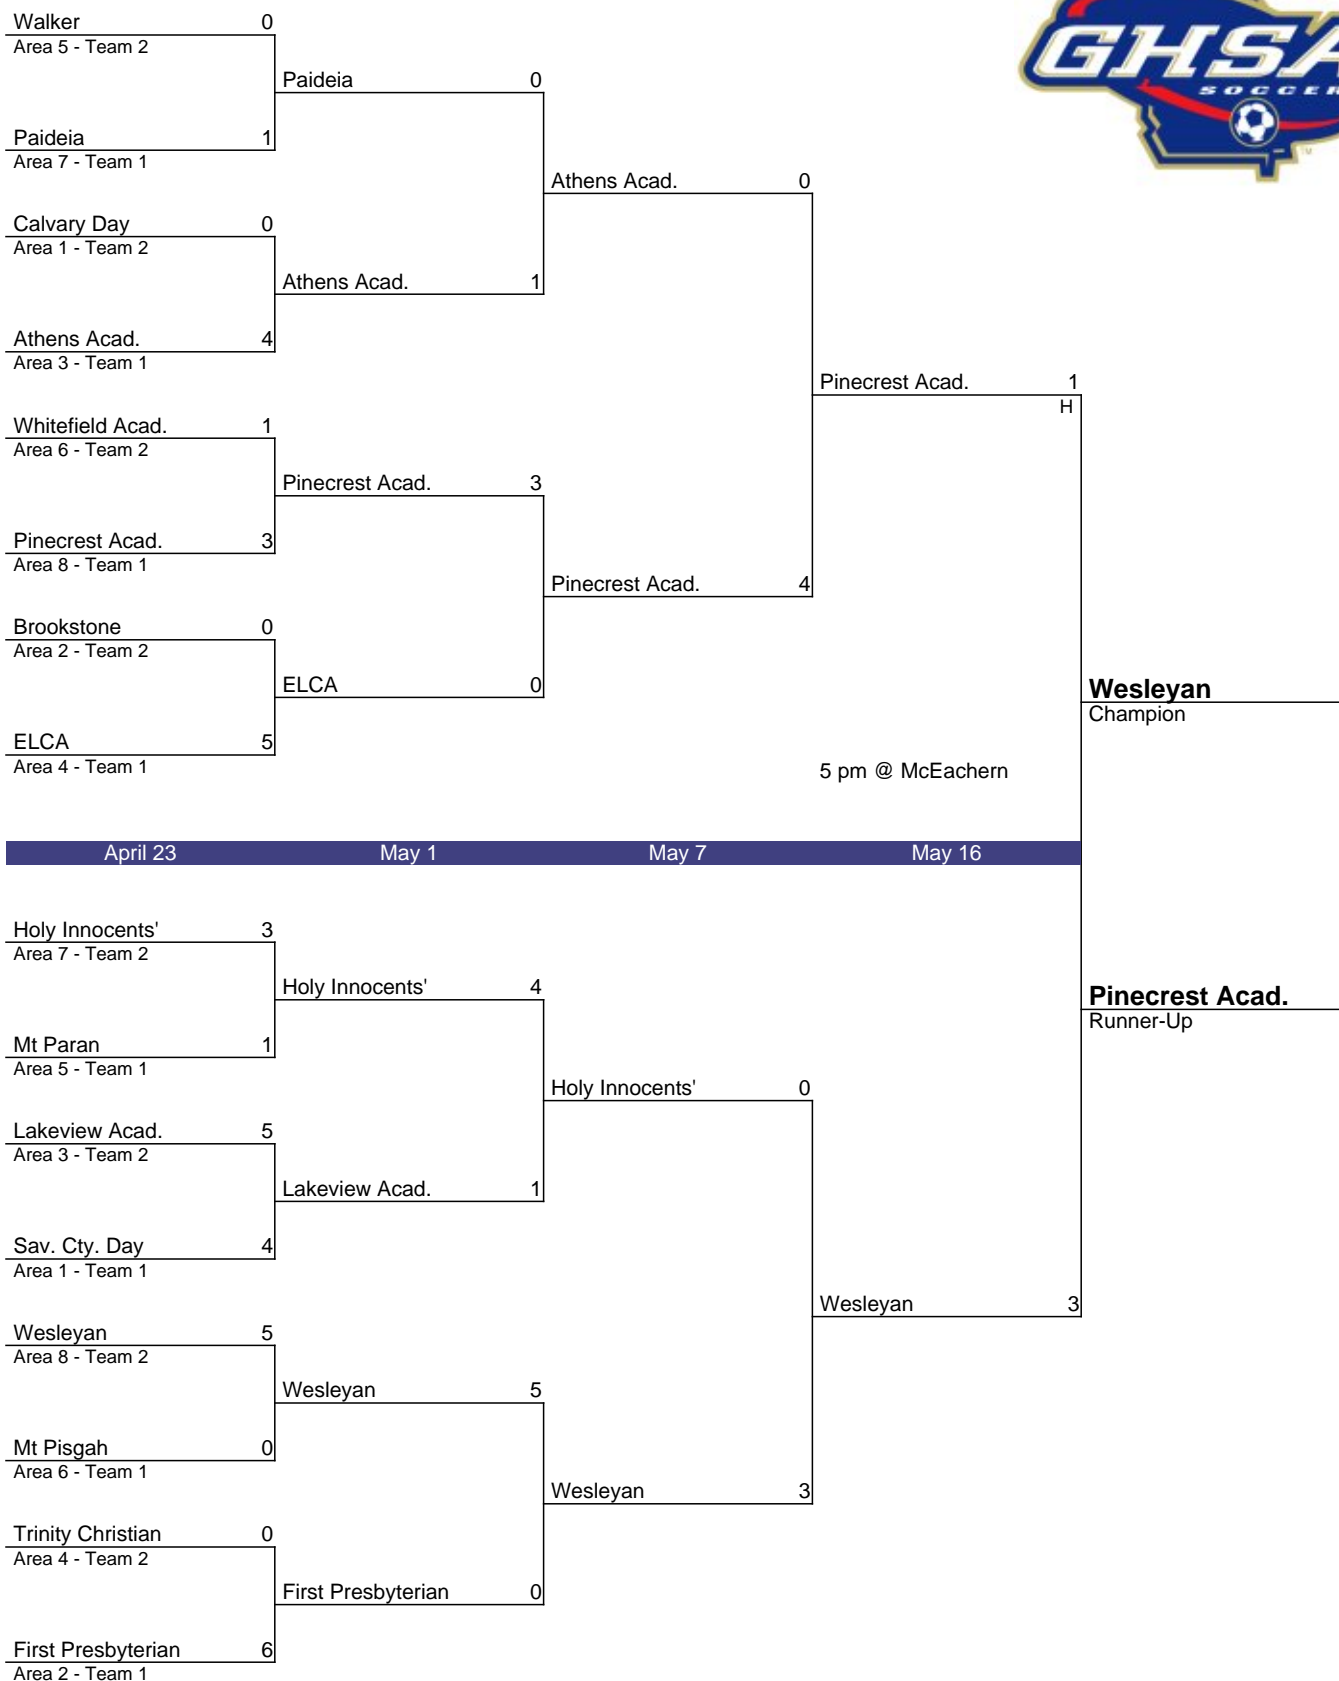 GHSA
SOCCER
Walker 0
Area 5 - Team 2
Paideia 0
Paideia 1
Area 7 - Team 1
Athens Acad. 0
Calvary Day 0
Area 1 - Team 2
Athens Acad. 1
Athens Acad. 4
Area 3 - Team 1
Pinecrest Acad. 1
H
Whitefield Acad. 1
Area 6 - Team 2
Pinecrest Acad. 3
Pinecrest Acad. 3
Area 8 - Team 1
Pinecrest Acad. 4
Brookstone 0
Area 2 - Team 2
ELCA 0
Wesleyan
Champion
ELCA 5
Area 4 - Team 1
5 pm @ McEachern
April 23 May 1 May 7 May 16
Holy Innocents' 3
Area 7 - Team 2
Holy Innocents' 4
Pinecrest Acad.
Runner-Up
Mt Paran 1
Area 5 - Team 1
Holy Innocents' 0
Lakeview Acad. 5
Area 3 - Team 2
Lakeview Acad. 1
Sav. Cty. Day 4
Area 1 - Team 1
Wesleyan 3
Wesleyan 5
Area 8 - Team 2
Wesleyan 5
Mt Pisgah 0
Area 6 - Team 1
Wesleyan 3
Trinity Christian 0
Area 4 - Team 2
First Presbyterian 0
First Presbyterian 6
Area 2 - Team 1